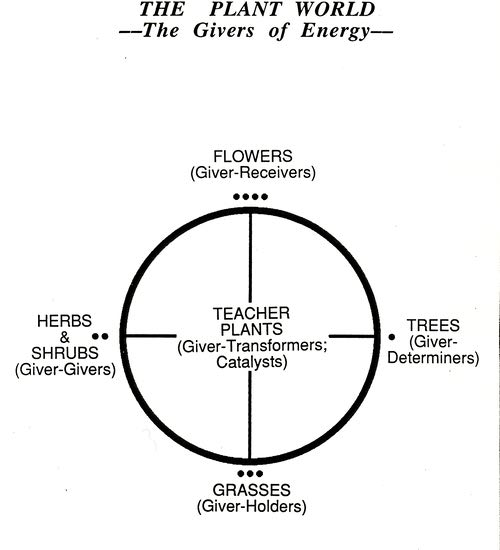 THE PLANT WORLD
—The Givers of Energy—
FLOWERS
(Giver-Receivers)
HERBS
&
SHRUBS
(Giver-Givers)
TEACHER
PLANTS
(Giver-Transformers;
Catalysts)
TREES
(Giver-
Determiners)
GRASSES
(Giver-Holders)